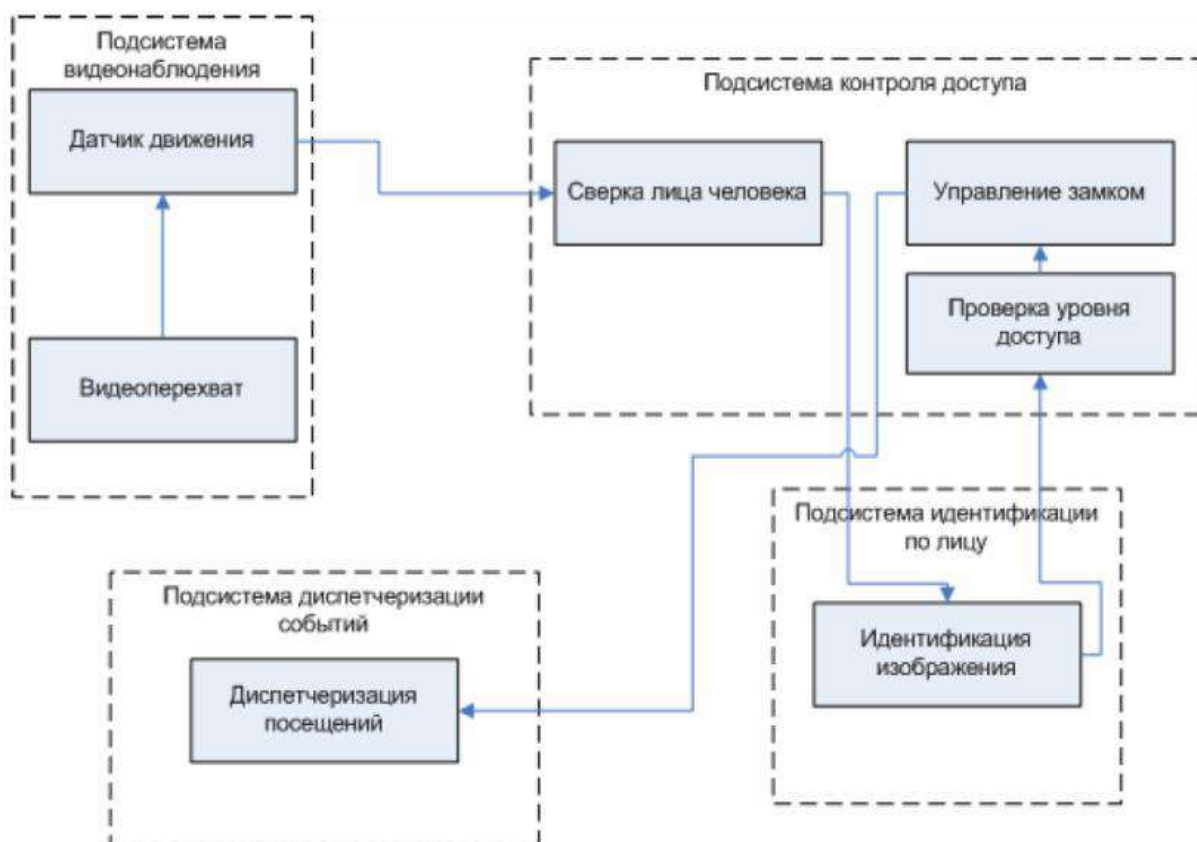 Подсистема
видеонаблюдения
Датчик движения
Видеоперехват
Подсистема контроля доступа
Сверка лица человека
Управление замком
Проверка уровня
доступа
Подсистема идентификации
по лицу
Идентификация
изображения
Подсистема диспетчеризации
событий
Диспетчеризация
посещений